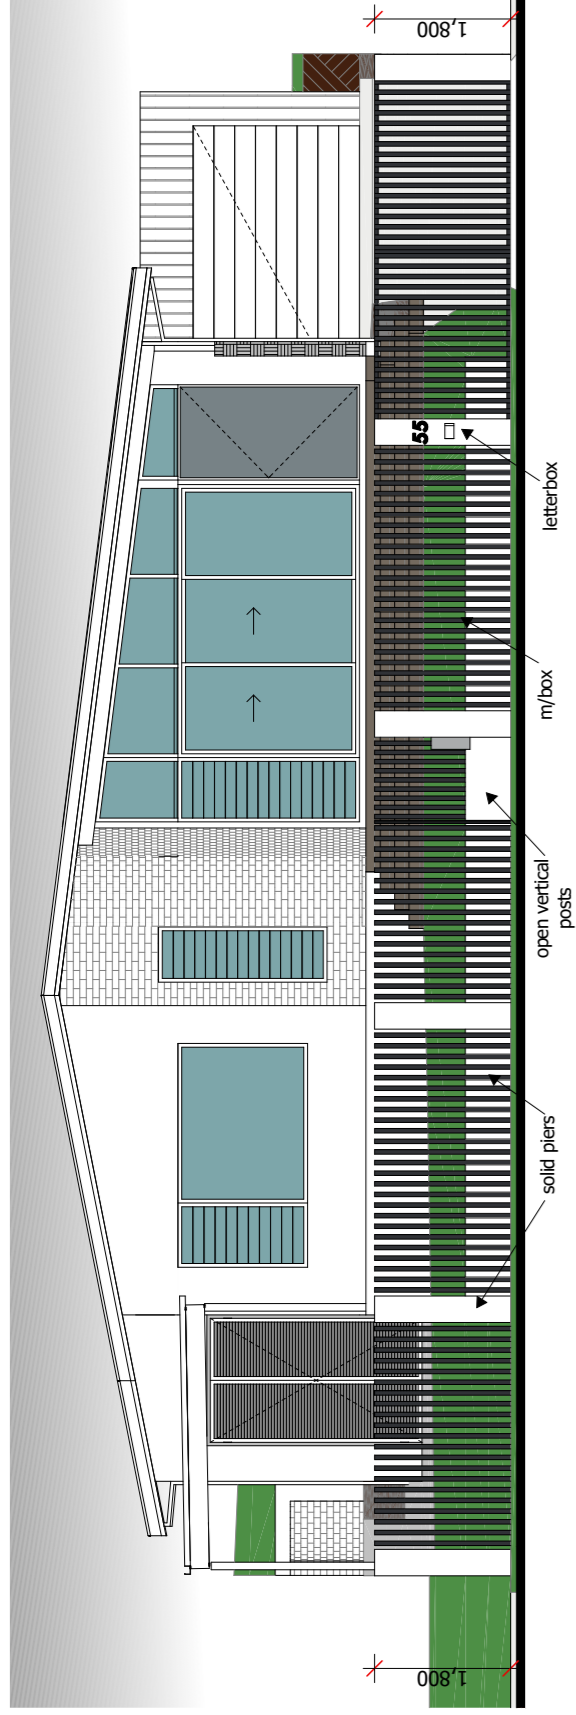 1,800
55
letterbox
m/box
open vertical
posts
solid piers
1,800